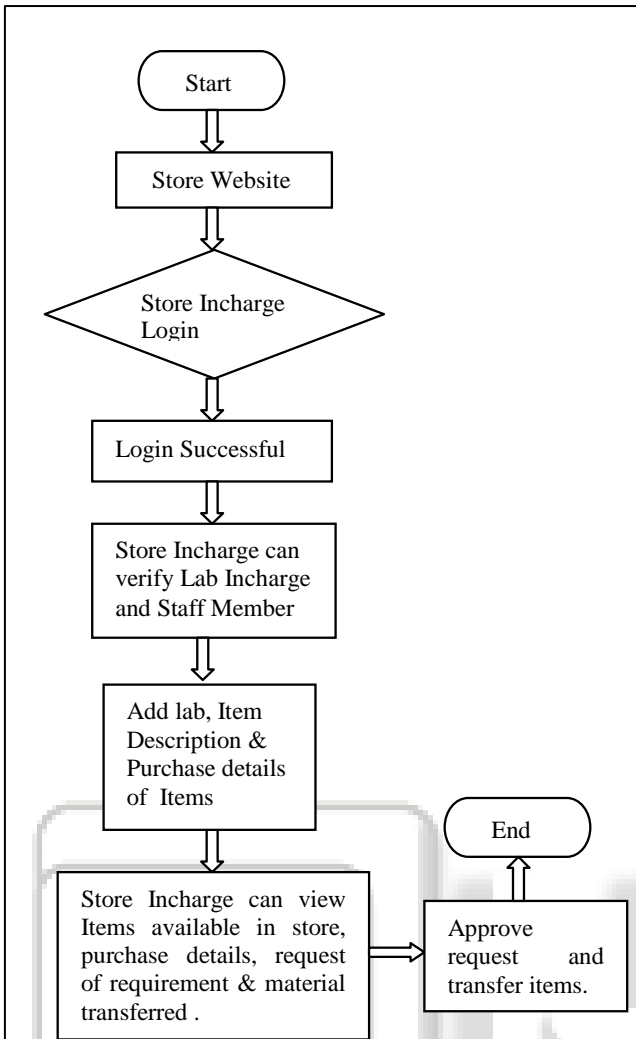 Start
Store Website
Store Incharge
Login
Login Successful
Store Incharge can
verify Lab Incharge
and Staff Member
Add lab, Item
Description &
Purchase details
of Items
End
Store Incharge can view
Items available in store,
purchase details, request
of requirement & material
transferred .
Approve
request and
transfer items.